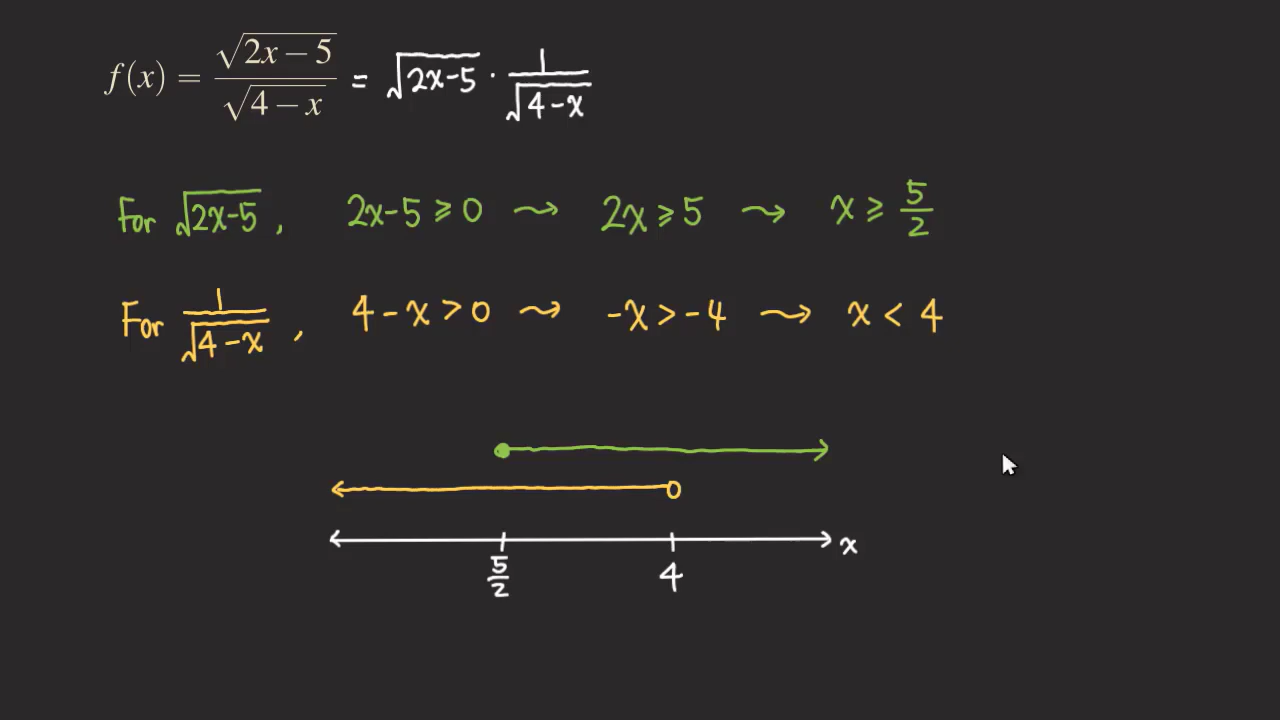 f(x) = √(2x − 5) / √(4 − x) = √(2x-5) · 1/√(4-x)
For √(2x-5), 2x-5 ⩾ 0 ⇝ 2x ⩾ 5 ⇝ x ⩾ 5/2
For 1/√(4-x), 4-x > 0 ⇝ -x > -4 ⇝ x < 4
x
5/2 4